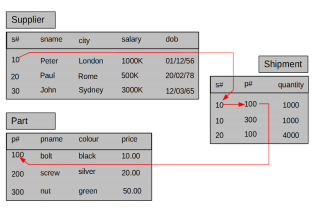 Supplier
s# sname city salary dob
10 Peter London 1000K 01/12/56
20 Paul Rome 500K 20/02/78
30 John Sydney 3000K 12/03/65
Shipment
s# p# quantity
10 100 1000
10 300 1000
20 100 4000
Part
p# pname colour price
100 bolt black 10.00
200 screw silver 20.00
300 nut green 50.00